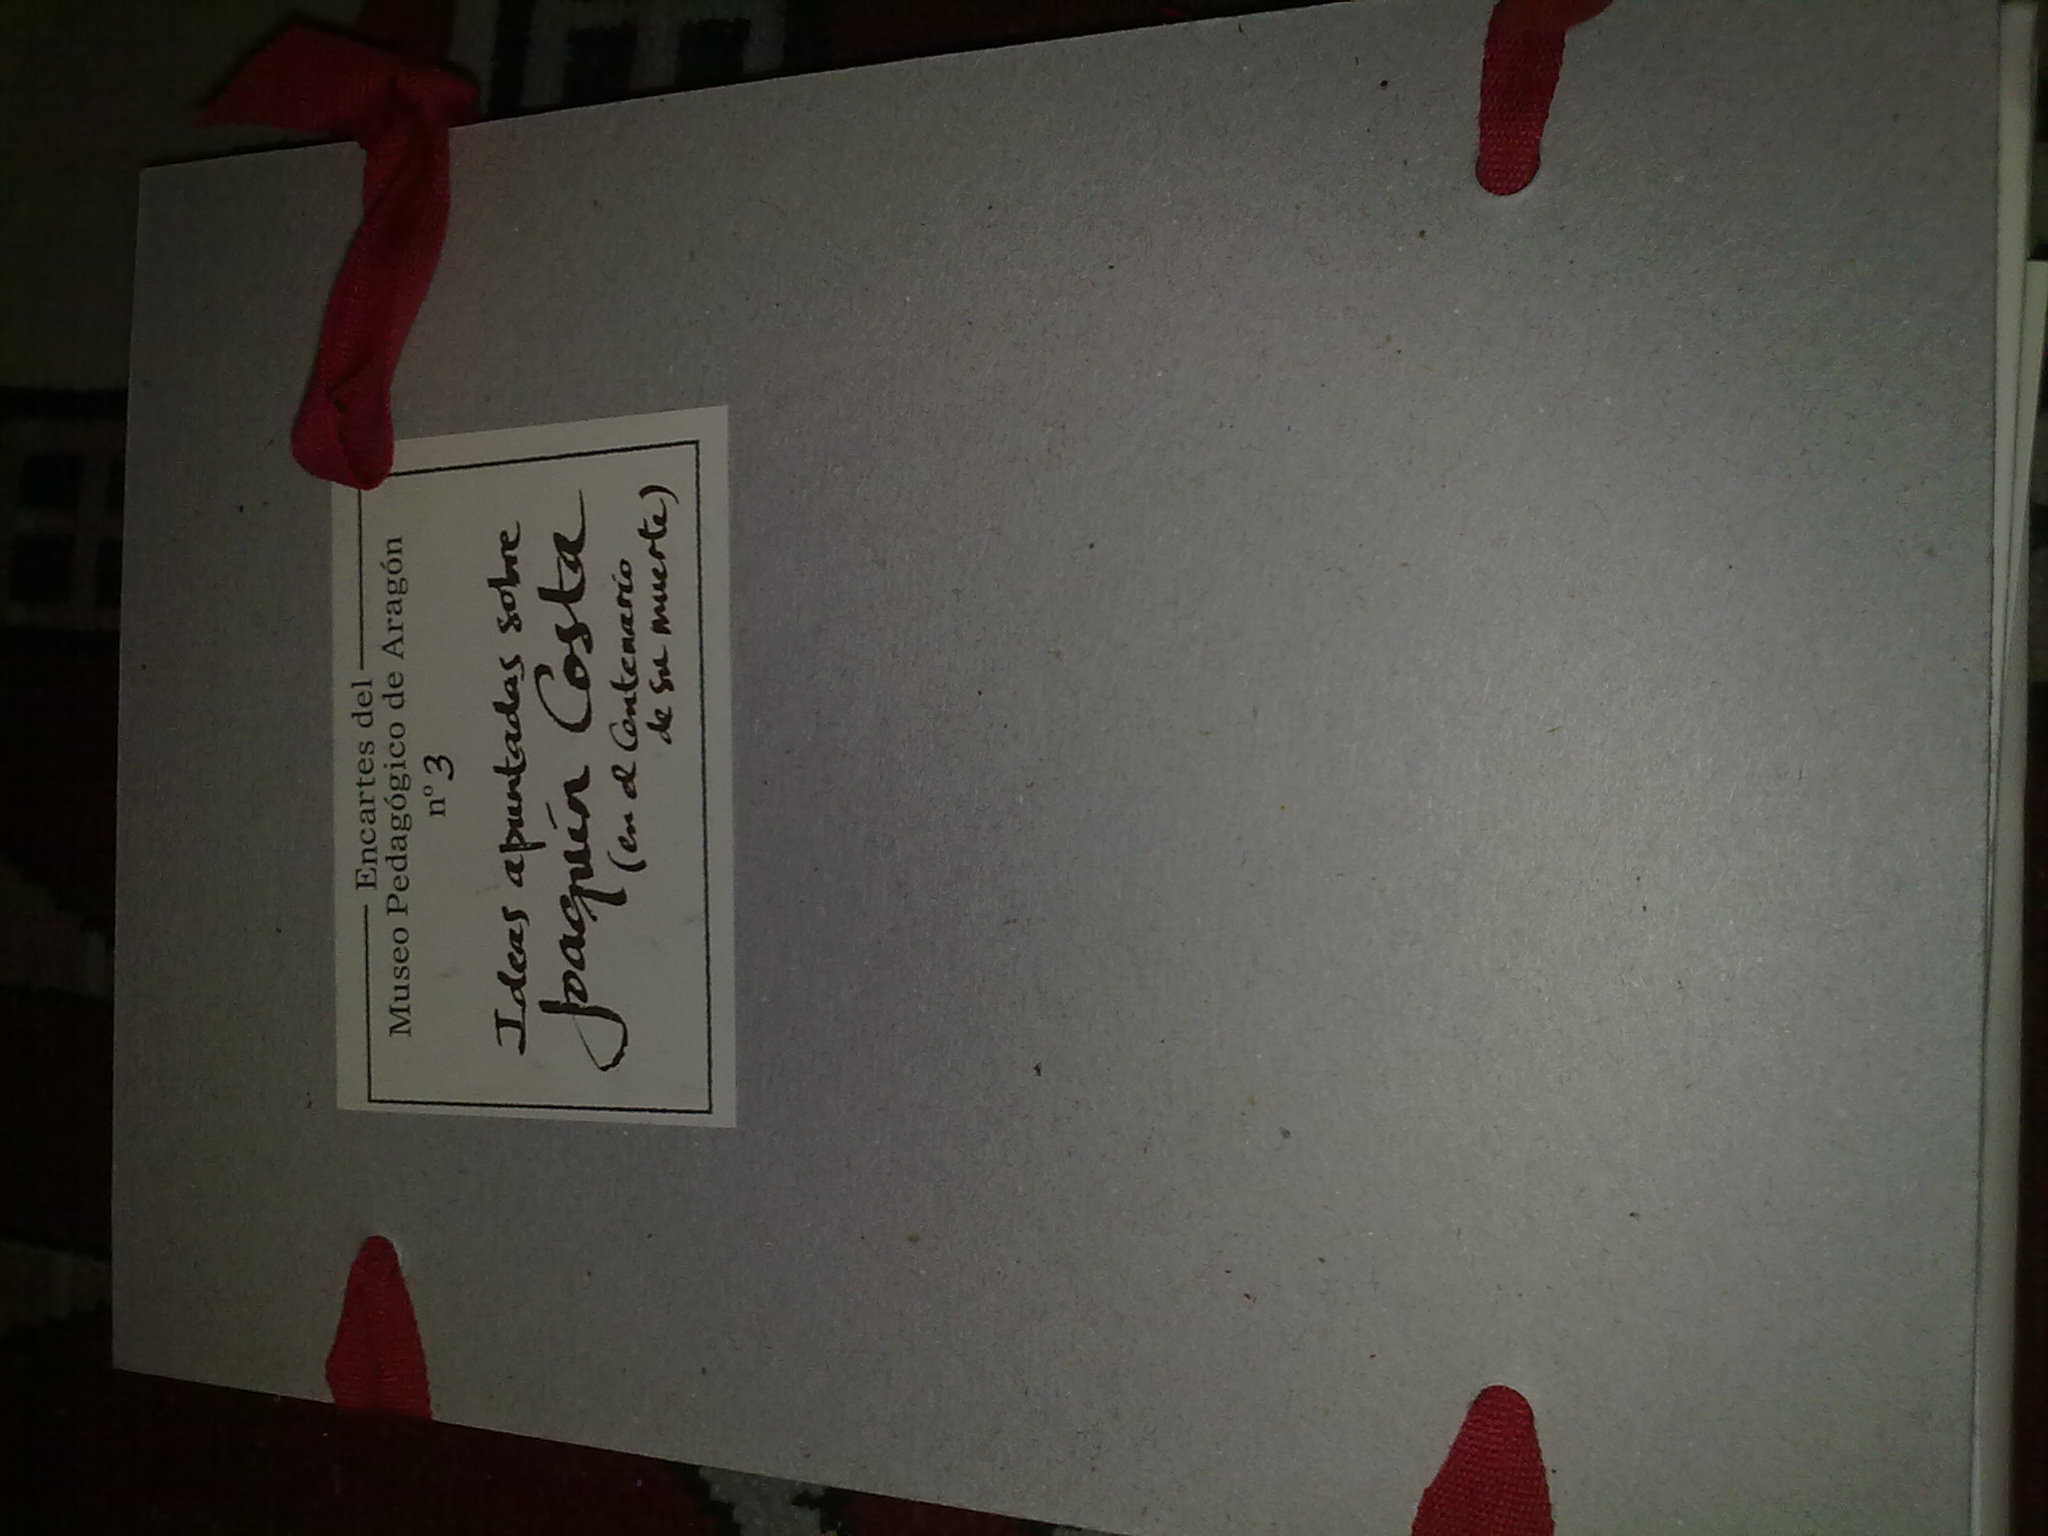 Encartes del
Museo Pedagógico de Aragón
nº 3
Ideas apuntadas sobre
Joaquín Costa
(en el Centenario
de su muerte)